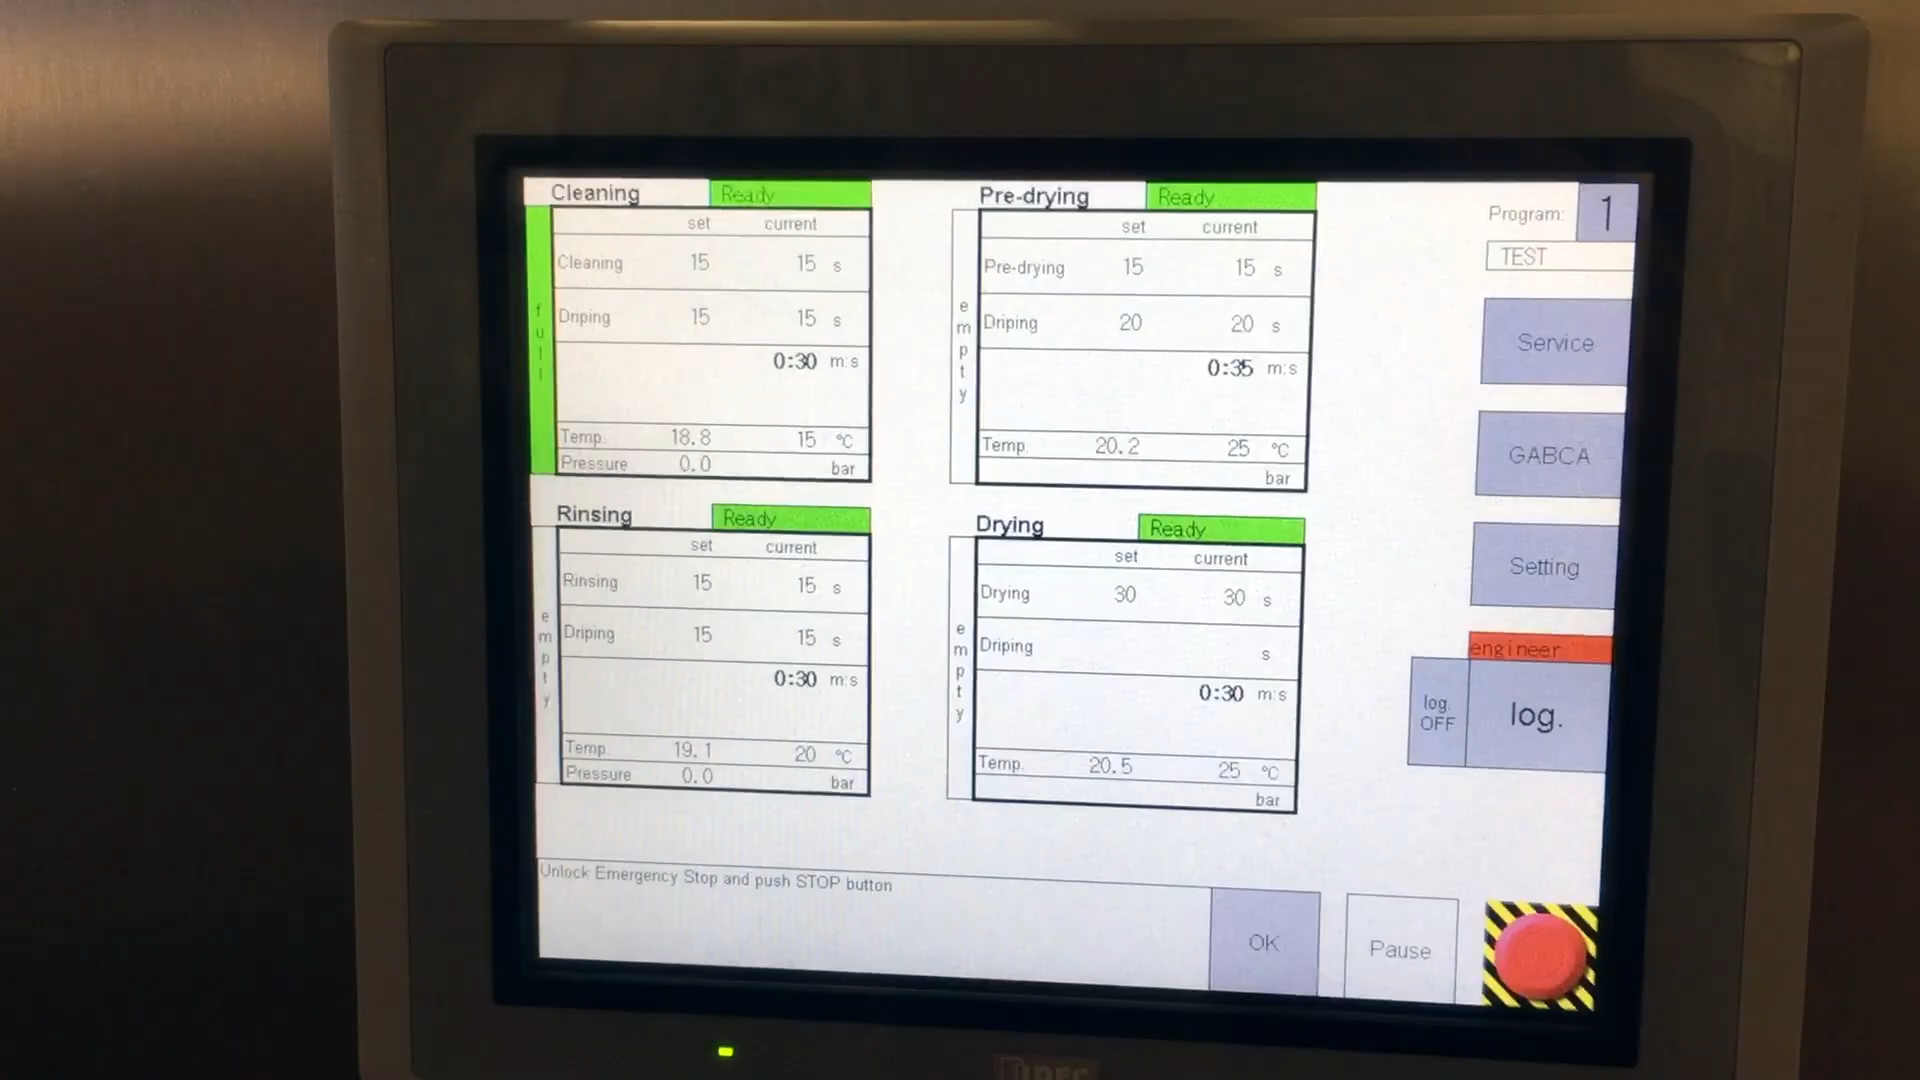 Cleaning Ready
set current
Cleaning 15 15 s
Driping 15 15 s
0:30 m:s
Temp. 18.8 15 °C
Pressure 0.0 bar
full
Pre-drying Ready
set current
Pre-drying 15 15 s
Driping 20 20 s
0:35 m:s
Temp. 20.2 25 °C
bar
empty
Rinsing Ready
set current
Rinsing 15 15 s
Driping 15 15 s
0:30 m:s
Temp. 19.1 20 °C
Pressure 0.0 bar
empty
Drying Ready
set current
Drying 30 30 s
Driping s
0:30 m:s
Temp. 20.5 25 °C
bar
empty
Program: 1
TEST
Service
GABCA
Setting
engineer
log.
OFF
log.
Unlock Emergency Stop and push STOP button
OK
Pause
IDEC